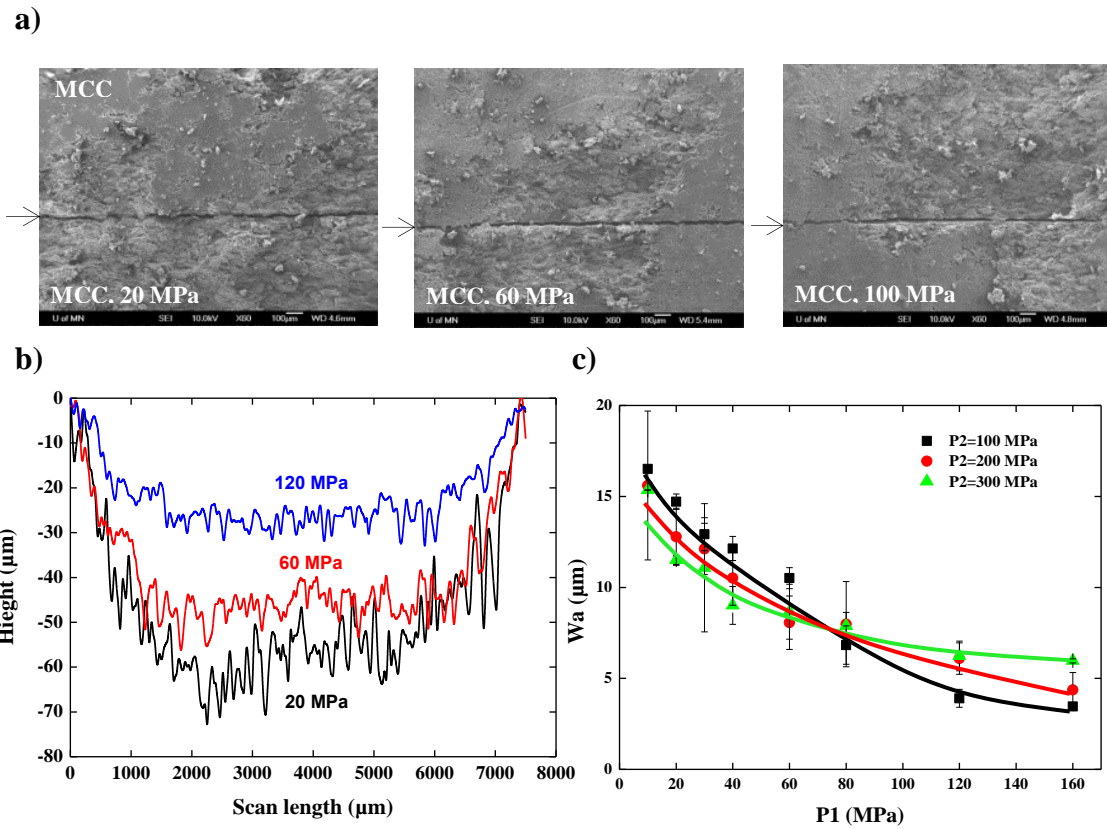 a)
MCC
MCC. 20 MPa
U of MN SEI 10.0kV X60 100µm WD 4.6mm
MCC. 60 MPa
U of MN SEI 10.0kV X60 100µm WD 5.4mm
MCC, 100 MPa
U of MN SEI 10.0kV X60 100µm WD 4.8mm
b)
Hieght (µm)
0
-10
-20
-30
-40
-50
-60
-70
-80
120 MPa
60 MPa
20 MPa
0 1000 2000 3000 4000 5000 6000 7000 8000
Scan length (µm)
c)
Wa (µm)
20
15
10
5
0
P2=100 MPa
P2=200 MPa
P2=300 MPa
0 20 40 60 80 100 120 140 160
P1 (MPa)